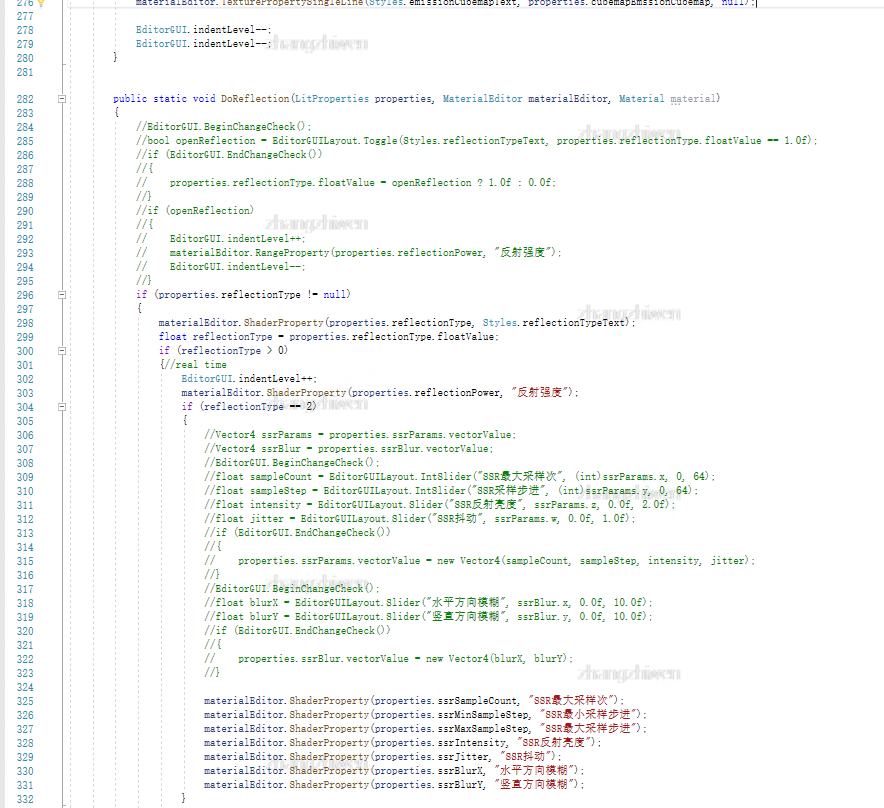 276 materialEditor.TexturePropertySingleLine(Styles.emissionCubemapText, properties.cubemapEmissionCubemap, null);
277
278 EditorGUI.indentLevel--;
279 EditorGUI.indentLevel--;
280 }
281
282 public static void DoReflection(LitProperties properties, MaterialEditor materialEditor, Material material)
283 {
284 //EditorGUI.BeginChangeCheck();
285 //bool openReflection = EditorGUILayout.Toggle(Styles.reflectionTypeText, properties.reflectionType.floatValue == 1.0f);
286 //if (EditorGUI.EndChangeCheck())
287 //{
288 // properties.reflectionType.floatValue = openReflection ? 1.0f : 0.0f;
289 //}
290 //if (openReflection)
291 //{
292 // EditorGUI.indentLevel++;
293 // materialEditor.RangeProperty(properties.reflectionPower, "反射强度");
294 // EditorGUI.indentLevel--;
295 //}
296 if (properties.reflectionType != null)
297 {
298 materialEditor.ShaderProperty(properties.reflectionType, Styles.reflectionTypeText);
299 float reflectionType = properties.reflectionType.floatValue;
300 if (reflectionType > 0)
301 {//real time
302 EditorGUI.indentLevel++;
303 materialEditor.ShaderProperty(properties.reflectionPower, "反射强度");
304 if (reflectionType == 2)
305 {
306 //Vector4 ssrParams = properties.ssrParams.vectorValue;
307 //Vector4 ssrBlur = properties.ssrBlur.vectorValue;
308 //EditorGUI.BeginChangeCheck();
309 //float sampleCount = EditorGUILayout.IntSlider("SSR最大采样次", (int)ssrParams.x, 0, 64);
310 //float sampleStep = EditorGUILayout.IntSlider("SSR采样步进", (int)ssrParams.y, 0, 64);
311 //float intensity = EditorGUILayout.Slider("SSR反射亮度", ssrParams.z, 0.0f, 2.0f);
312 //float jitter = EditorGUILayout.Slider("SSR抖动", ssrParams.w, 0.0f, 1.0f);
313 //if (EditorGUI.EndChangeCheck())
314 //{
315 // properties.ssrParams.vectorValue = new Vector4(sampleCount, sampleStep, intensity, jitter);
316 //}
317 //EditorGUI.BeginChangeCheck();
318 //float blurX = EditorGUILayout.Slider("水平方向模糊", ssrBlur.x, 0.0f, 10.0f);
319 //float blurY = EditorGUILayout.Slider("竖直方向模糊", ssrBlur.y, 0.0f, 10.0f);
320 //if (EditorGUI.EndChangeCheck())
321 //{
322 // properties.ssrBlur.vectorValue = new Vector4(blurX, blurY);
323 //}
324
325 materialEditor.ShaderProperty(properties.ssrSampleCount, "SSR最大采样次");
326 materialEditor.ShaderProperty(properties.ssrMinSampleStep, "SSR最小采样步进");
327 materialEditor.ShaderProperty(properties.ssrMaxSampleStep, "SSR最大采样步进");
328 materialEditor.ShaderProperty(properties.ssrIntensity, "SSR反射亮度");
329 materialEditor.ShaderProperty(properties.ssrJitter, "SSR抖动");
330 materialEditor.ShaderProperty(properties.ssrBlurX, "水平方向模糊");
331 materialEditor.ShaderProperty(properties.ssrBlurY, "竖直方向模糊");
332 }